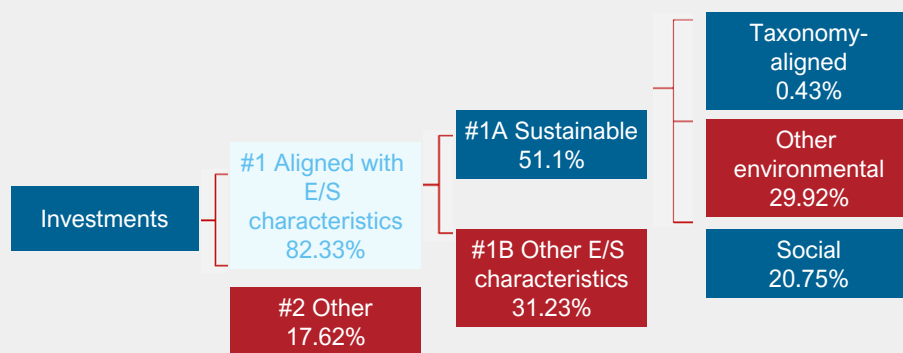 Investments
#1 Aligned with
E/S
characteristics
82.33%
#2 Other
17.62%
#1A Sustainable
51.1%
#1B Other E/S
characteristics
31.23%
Taxonomy-
aligned
0.43%
Other
environmental
29.92%
Social
20.75%